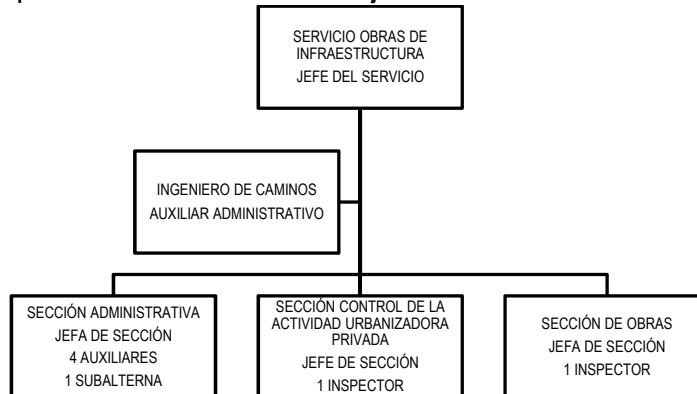 SERVICIO OBRAS DE
INFRAESTRUCTURA
JEFE DEL SERVICIO
INGENIERO DE CAMINOS
AUXILIAR ADMINISTRATIVO
SECCIÓN ADMINISTRATIVA
JEFA DE SECCIÓN
4 AUXILIARES
1 SUBALTERNA
SECCIÓN CONTROL DE LA
ACTIVIDAD URBANIZADORA
PRIVADA
JEFE DE SECCIÓN
1 INSPECTOR
SECCIÓN DE OBRAS
JEFA DE SECCIÓN
1 INSPECTOR